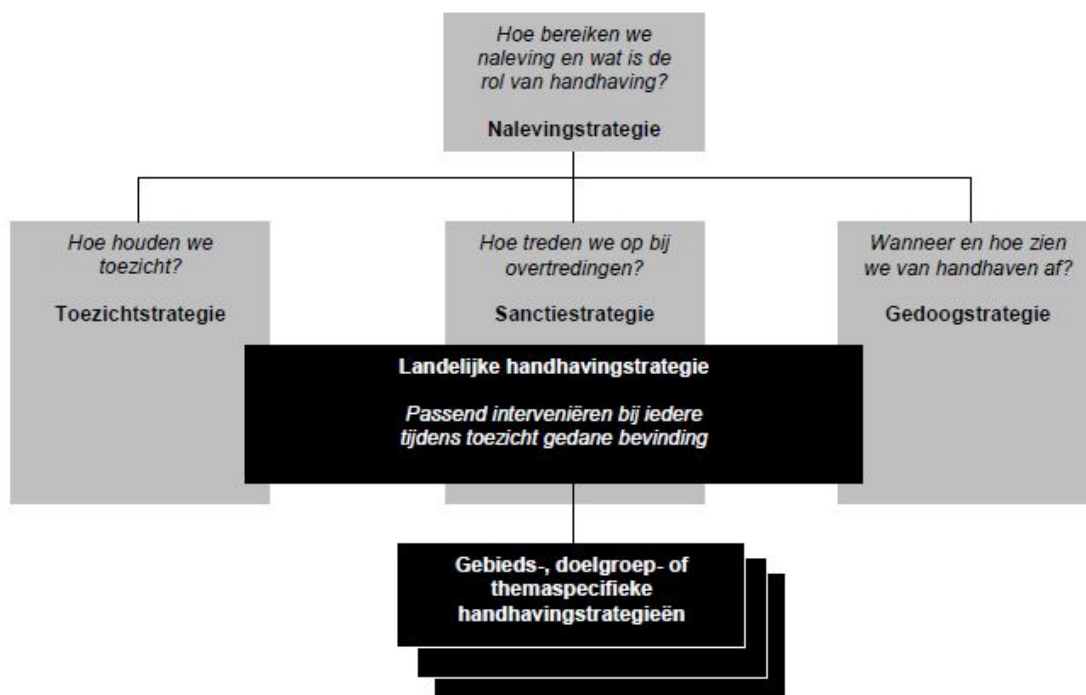 Hoe bereiken we
naleving en wat is de
rol van handhaving?
Nalevingstrategie
Hoe houden we
toezicht?
Toezichtstrategie
Hoe treden we op bij
overtredingen?
Sanctiestrategie
Wanneer en hoe zien
we van handhaven af?
Gedoogstrategie
Landelijke handhavingstrategie
Passend interveniëren bij iedere
tijdens toezicht gedane bevinding
Gebieds-, doelgroep- of
themaspecifieke
handhavingstrategieën